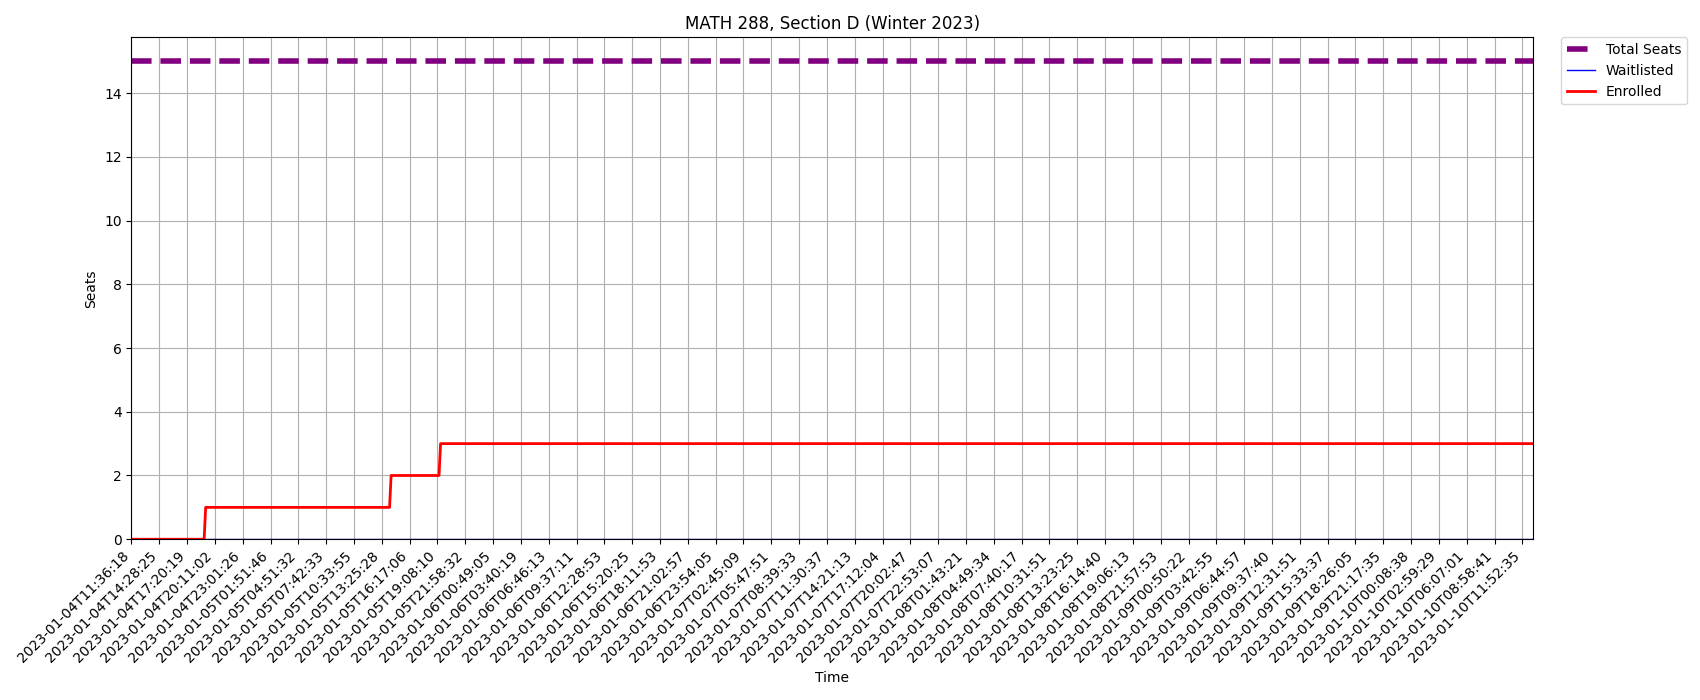 MATH 288, Section D (Winter 2023)
Total Seats
Waitlisted
Enrolled
14
12
10
8
6
4
2
0
Seats
2023-01-04T11:36:18
2023-01-04T14:28:25
2023-01-04T17:20:19
2023-01-04T20:11:02
2023-01-04T23:01:26
2023-01-05T01:51:46
2023-01-05T04:51:32
2023-01-05T07:42:33
2023-01-05T10:33:55
2023-01-05T13:25:28
2023-01-05T16:17:06
2023-01-05T19:08:10
2023-01-05T21:58:32
2023-01-06T00:49:05
2023-01-06T03:40:19
2023-01-06T06:46:13
2023-01-06T09:37:11
2023-01-06T12:28:53
2023-01-06T15:20:25
2023-01-06T18:11:53
2023-01-06T21:02:57
2023-01-06T23:54:05
2023-01-07T02:45:09
2023-01-07T05:47:51
2023-01-07T08:39:33
2023-01-07T11:30:37
2023-01-07T14:21:13
2023-01-07T17:12:04
2023-01-07T20:02:47
2023-01-07T22:53:07
2023-01-08T01:43:21
2023-01-08T04:49:34
2023-01-08T07:40:17
2023-01-08T10:31:51
2023-01-08T13:23:25
2023-01-08T16:14:40
2023-01-08T19:06:13
2023-01-08T21:57:53
2023-01-09T00:50:22
2023-01-09T03:42:55
2023-01-09T06:44:57
2023-01-09T09:37:40
2023-01-09T12:31:51
2023-01-09T15:33:37
2023-01-09T18:26:05
2023-01-09T21:17:35
2023-01-10T00:08:38
2023-01-10T02:59:29
2023-01-10T06:07:01
2023-01-10T08:58:41
2023-01-10T11:52:35
Time